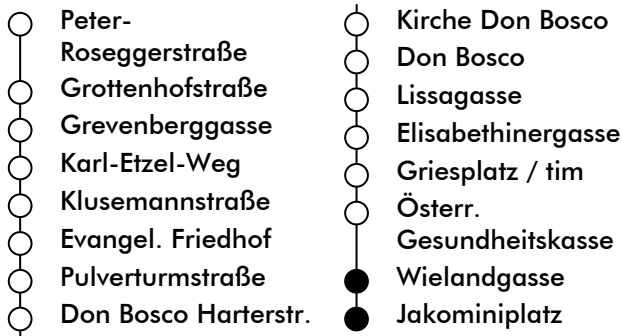 Peter-
Roseggerstraße
Grottenhofstraße
Grevenberggasse
Karl-Etzel-Weg
Klusemannstraße
Evangel. Friedhof
Pulverturmstraße
Don Bosco Harterstr.
Kirche Don Bosco
Don Bosco
Lissagasse
Elisabethinergasse
Griesplatz / tim
Österr.
Gesundheitskasse
Wielandgasse
Jakominiplatz